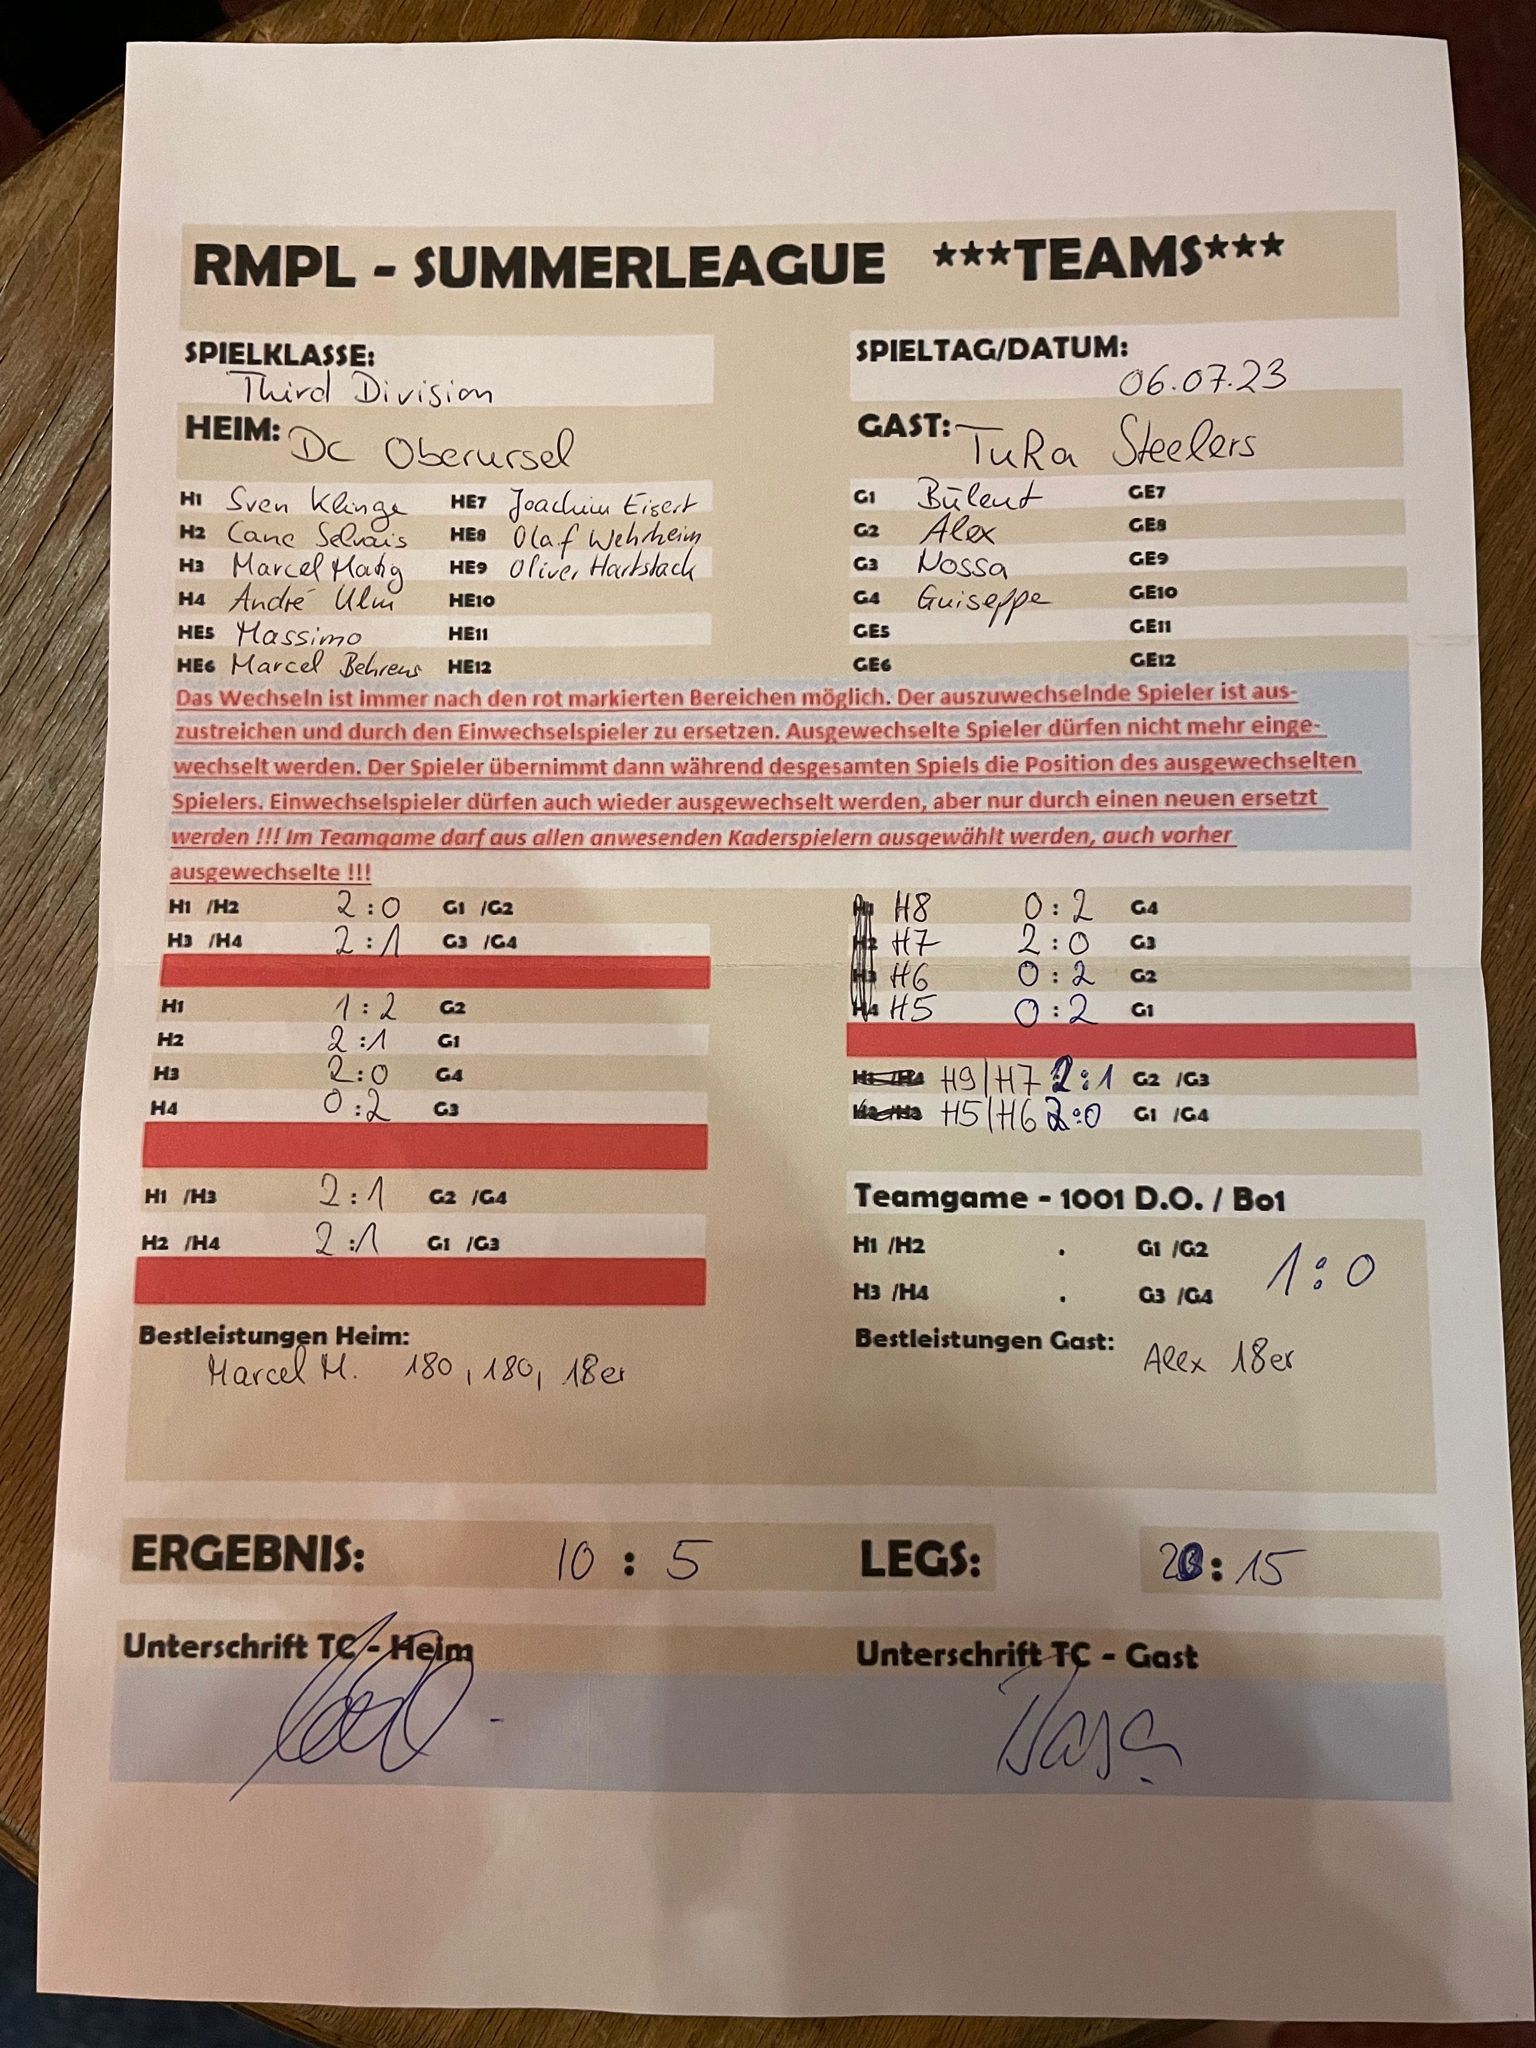 RMPL - SUMMERLEAGUE ***TEAMS***
SPIELKLASSE:
Third Division
SPIELTAG/DATUM:
06.07.23
HEIM: DC Oberursel
GAST: TuRa Steelers
H1 Sven Klinge HE7 Joachim Eisert G1 Bülent GE7
H2 HE8 Olaf Wehrheim G2 Alex GE8
H3 Marcel HE9 Oliver Hartstack G3 Nossa GE9
H4 André Ulm HE10 G4 Guiseppe GE10
HE5 Massimo HE11 GE5 GE11
HE6 Marcel Behrens HE12 GE6 GE12
Das Wechseln ist immer nach den rot markierten Bereichen möglich. Der auszuwechselnde Spieler ist aus-
zustreichen und durch den Einwechselspieler zu ersetzen. Ausgewechselte Spieler dürfen nicht mehr einge-
wechselt werden. Der Spieler übernimmt dann während desgesamten Spiels die Position des ausgewechselten
Spielers. Einwechselspieler dürfen auch wieder ausgewechselt werden, aber nur durch einen neuen ersetzt
werden !!! Im Teamgame darf aus allen anwesenden Kaderspielern ausgewählt werden, auch vorher
ausgewechselte !!!
H1 /H2 2:0 G1 /G2
H3 /H4 2:1 G3 /G4
H1 1:2 G2
H2 2:1 G1
H3 2:0 G4
H4 0:2 G3
H1 /H3 2:1 G2 /G4
H2 /H4 2:1 G1 /G3
H8 0:2 G4
H7 2:0 G3
H6 0:2 G2
H4 H5 0:2 G1
H9/H7 2:1 G2 /G3
H5/H6 2:0 G1 /G4
Teamgame - 1001 D.O. / Bo1
H1 /H2 . G1 /G2
1:0
H3 /H4 . G3 /G4
Bestleistungen Heim:
Marcel M. 180, 180, 18er
Bestleistungen Gast:
Alex 18er
ERGEBNIS: 10 : 5
LEGS: : 15
Unterschrift TC - Heim
Unterschrift TC - Gast